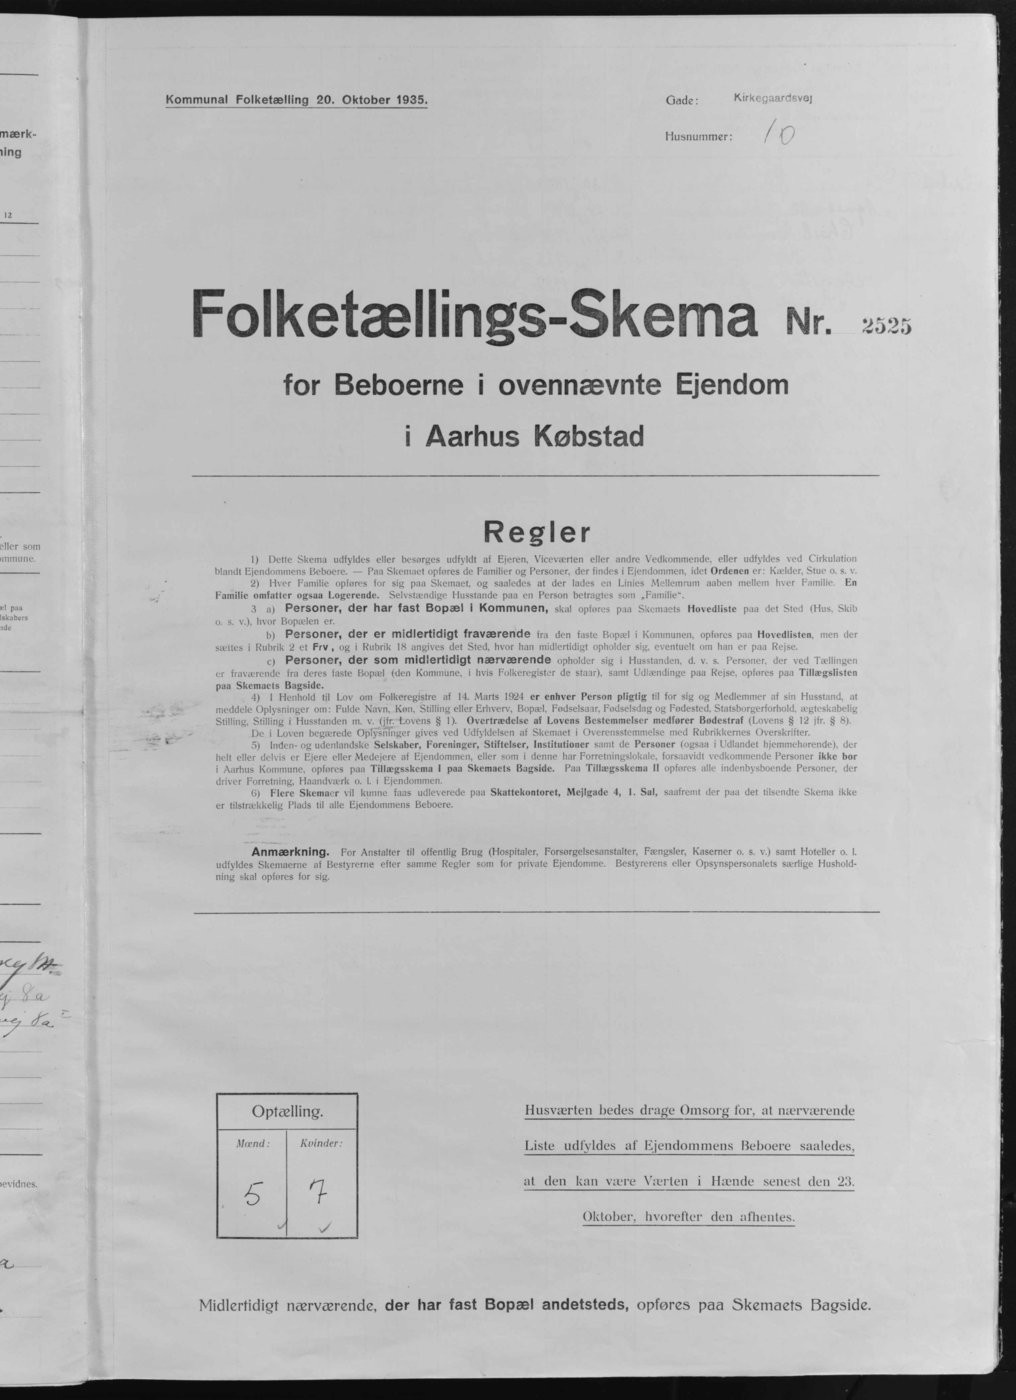 Kommunal Folketælling 20. Oktober 1935.
Gade: Kirkegaardsvej
Husnummer: 10
mærk-
ning
12
Folketællings-Skema Nr. 2525
for Beboerne i ovennævnte Ejendom
i Aarhus Købstad
Regler
1) Dette Skema udfyldes eller besørges udfyldt af Ejeren, Viceværten eller andre Vedkommende, eller udfyldes ved Cirkulation
blandt Ejendommens Beboere. — Paa Skemaet opføres de Familier og Personer, der findes i Ejendommen, idet Ordenen er: Kælder, Stue o. s. v.
2) Hver Familie opføres for sig paa Skemaet, og saaledes at der lades en Linies Mellemrum aaben mellem hver Familie. En
Familie omfatter ogsaa Logerende. Selvstændige Husstande paa en Person betragtes som „Familie“.
3 a) Personer, der har fast Bopæl i Kommunen, skal opføres paa Skemaets Hovedliste paa det Sted (Hus, Skib
o. s. v.), hvor Bopælen er.
b) Personer, der er midlertidigt fraværende fra den faste Bopæl i Kommunen, opføres paa Hovedlisten, men der
sættes i Rubrik 2 et Frv., og i Rubrik 18 angives det Sted, hvor han midlertidigt opholder sig, eventuelt om han er paa Rejse.
c) Personer, der som midlertidigt nærværende opholder sig i Husstanden, d. v. s. Personer, der ved Tællingen
er fraværende fra deres faste Bopæl (den Kommune, i hvis Folkeregister de staar), samt Udlændinge paa Rejse, opføres paa Tillægslisten
paa Skemaets Bagside.
4) I Henhold til Lov om Folkeregistre af 14. Marts 1924 er enhver Person pligtig til for sig og Medlemmer af sin Husstand, at
meddele Oplysninger om: Fulde Navn, Køn, Stilling eller Erhverv, Bopæl, Fødselsaar, Fødselsdag og Fødested, Statsborgerforhold, ægteskabelig
Stilling, Stilling i Husstanden m. v. (jfr. Lovens § 1). Overtrædelse af Lovens Bestemmelser medfører Bødestraf (Lovens § 12 jfr. § 8).
De i Loven begærede Oplysninger gives ved Udfyldelsen af Skemaet i Overensstemmelse med Rubrikkernes Overskrifter.
5) Inden- og udenlandske Selskaber, Foreninger, Stiftelser, Institutioner samt de Personer (ogsaa i Udlandet hjemmehørende), der
helt eller delvis er Ejere eller Medejere af Ejendommen, eller som i denne har Forretningslokale, forsaavidt vedkommende Personer ikke bor
i Aarhus Kommune, opføres paa Tillægsskema I paa Skemaets Bagside. Paa Tillægsskema II opføres alle indenbysboende Personer, der
driver Forretning, Haandværk o. l. i Ejendommen.
6) Flere Skemaer vil kunne faas udleverede paa Skattekontoret, Mejlgade 4, 1. Sal, saafremt der paa det tilsendte Skema ikke
er tilstrækkelig Plads til alle Ejendommens Beboere.
Anmærkning. For Anstalter til offentlig Brug (Hospitaler, Forsørgelsesanstalter, Fængsler, Kaserner o. s. v.) samt Hoteller o. l.
udfyldes Skemaerne af Bestyrerne efter samme Regler som for private Ejendomme. Bestyrerens eller Opsynspersonalets særlige Hushold-
ning skal opføres for sig.
eller som
ommune.
8a
8a
bevidnes.
Optælling.
Mænd: Kvinder:
5 7
Husværten bedes drage Omsorg for, at nærværende
Liste udfyldes af Ejendommens Beboere saaledes,
at den kan være Værten i Hænde senest den 23.
Oktober, hvorefter den afhentes.
Midlertidigt nærværende, der har fast Bopæl andetsteds, opføres paa Skemaets Bagside.